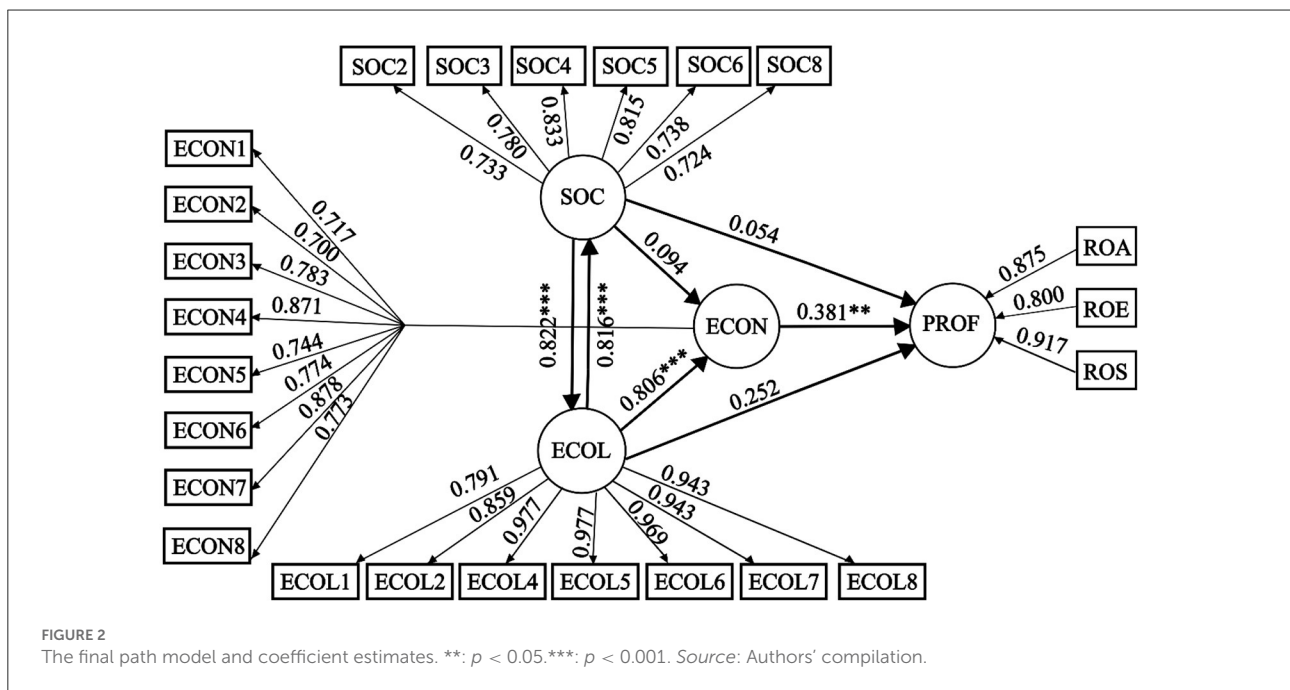 SOC2 SOC3 SOC4 SOC5 SOC6 SOC8
0.733 0.780 0.833 0.815 0.738 0.724
ECON1
ECON2
ECON3
ECON4
ECON5
ECON6
ECON7
ECON8
0.717
0.700
0.783
0.871
0.744
0.774
0.878
0.773
SOC
0.054
0.094
0.822***
0.816***
ECON
0.381**
PROF
0.806***
0.252
ECOL
0.875
0.800
0.917
ROA
ROE
ROS
0.791 0.859 0.977 0.977 0.969 0.943 0.943
ECOL1 ECOL2 ECOL4 ECOL5 ECOL6 ECOL7 ECOL8
FIGURE 2
The final path model and coefficient estimates. **: p < 0.05.***: p < 0.001. Source: Authors' compilation.